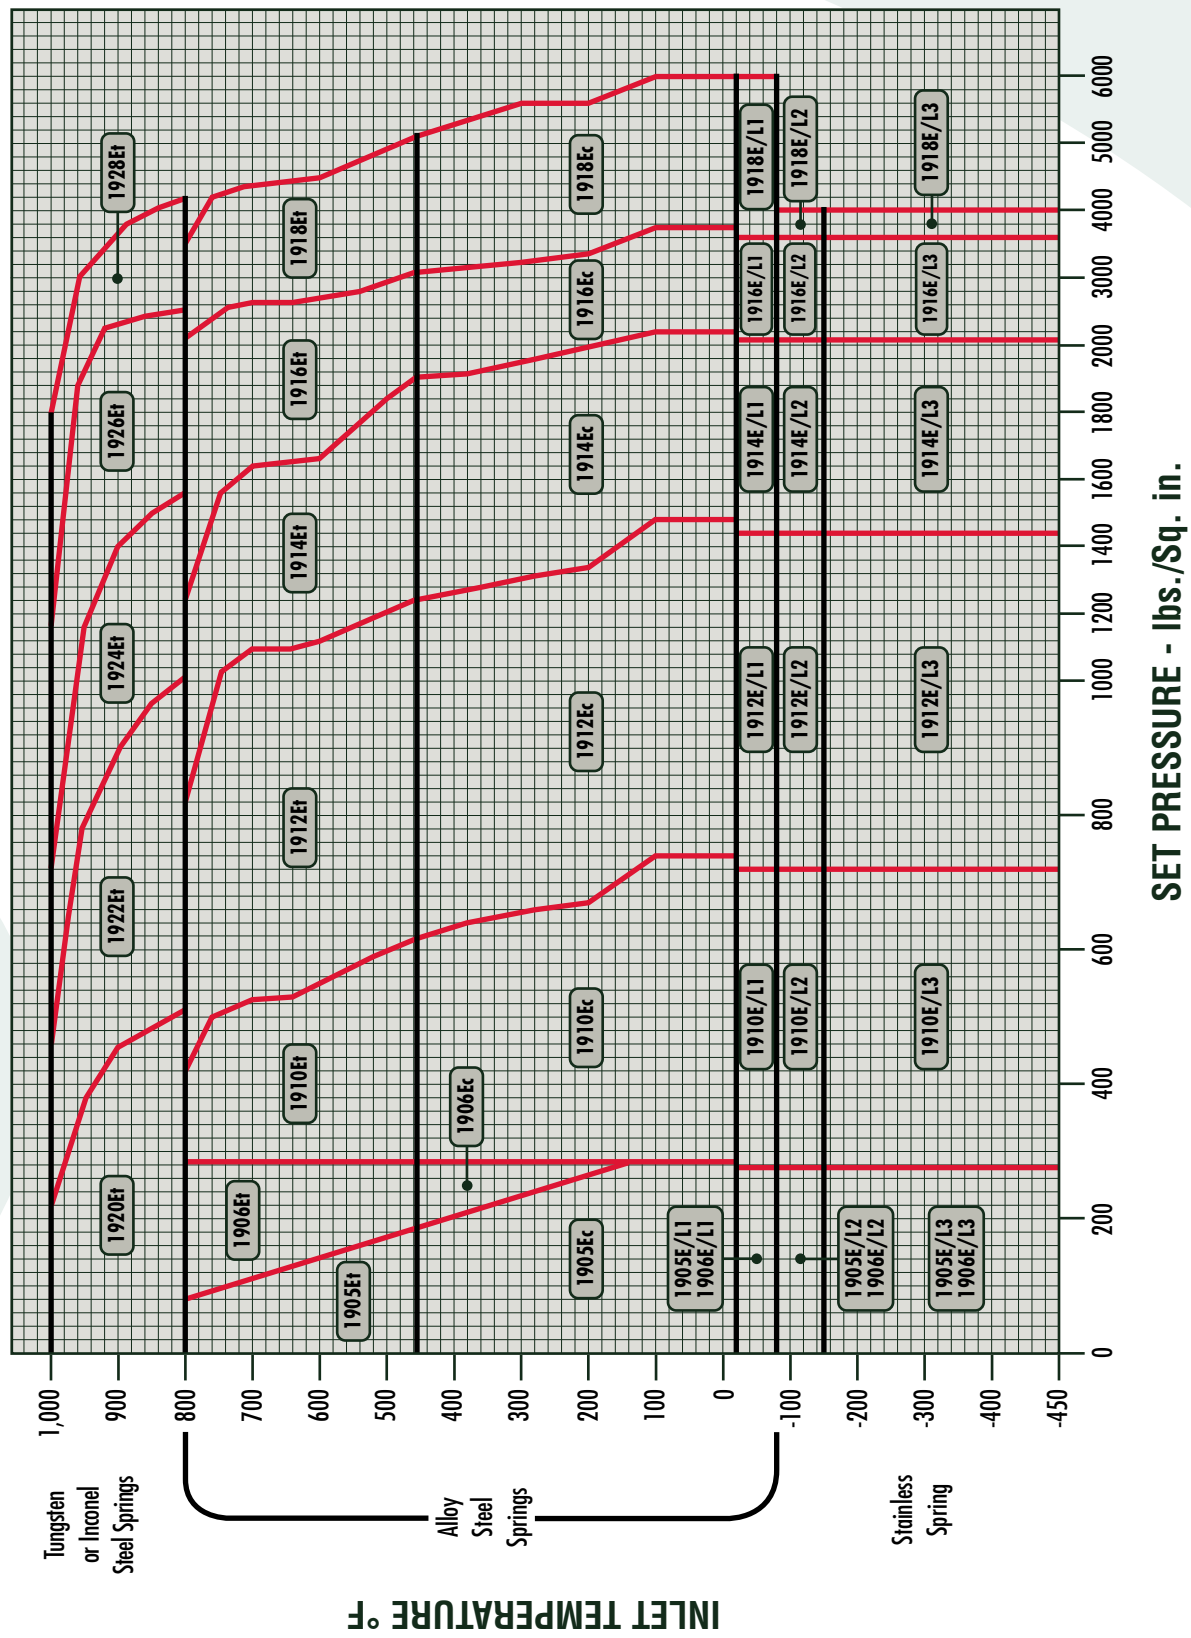 Tungsten
or Inconel
Steel Springs
Alloy
Steel
Springs
Stainless
Spring
INLET TEMPERATURE °F
1,000
900
800
700
600
500
400
300
200
100
0
-100
-200
-300
-400
-450
1920Et
1922Et
1924Et
1926Et
1928Et
1905Et
1906Et
1910Et
1912Et
1914Et
1916Et
1918Et
1905Ec
1906Ec
1910Ec
1912Ec
1914Ec
1916Ec
1918Ec
1905E/L1
1906E/L1
1910E/L1
1912E/L1
1914E/L1
1916E/L1
1918E/L1
1905E/L2
1906E/L2
1910E/L2
1912E/L2
1914E/L2
1916E/L2
1918E/L2
1905E/L3
1906E/L3
1910E/L3
1912E/L3
1914E/L3
1916E/L3
1918E/L3
0
200
400
600
800
1000
1200
1400
1600
1800
2000
3000
4000
5000
6000
SET PRESSURE - lbs./Sq. in.